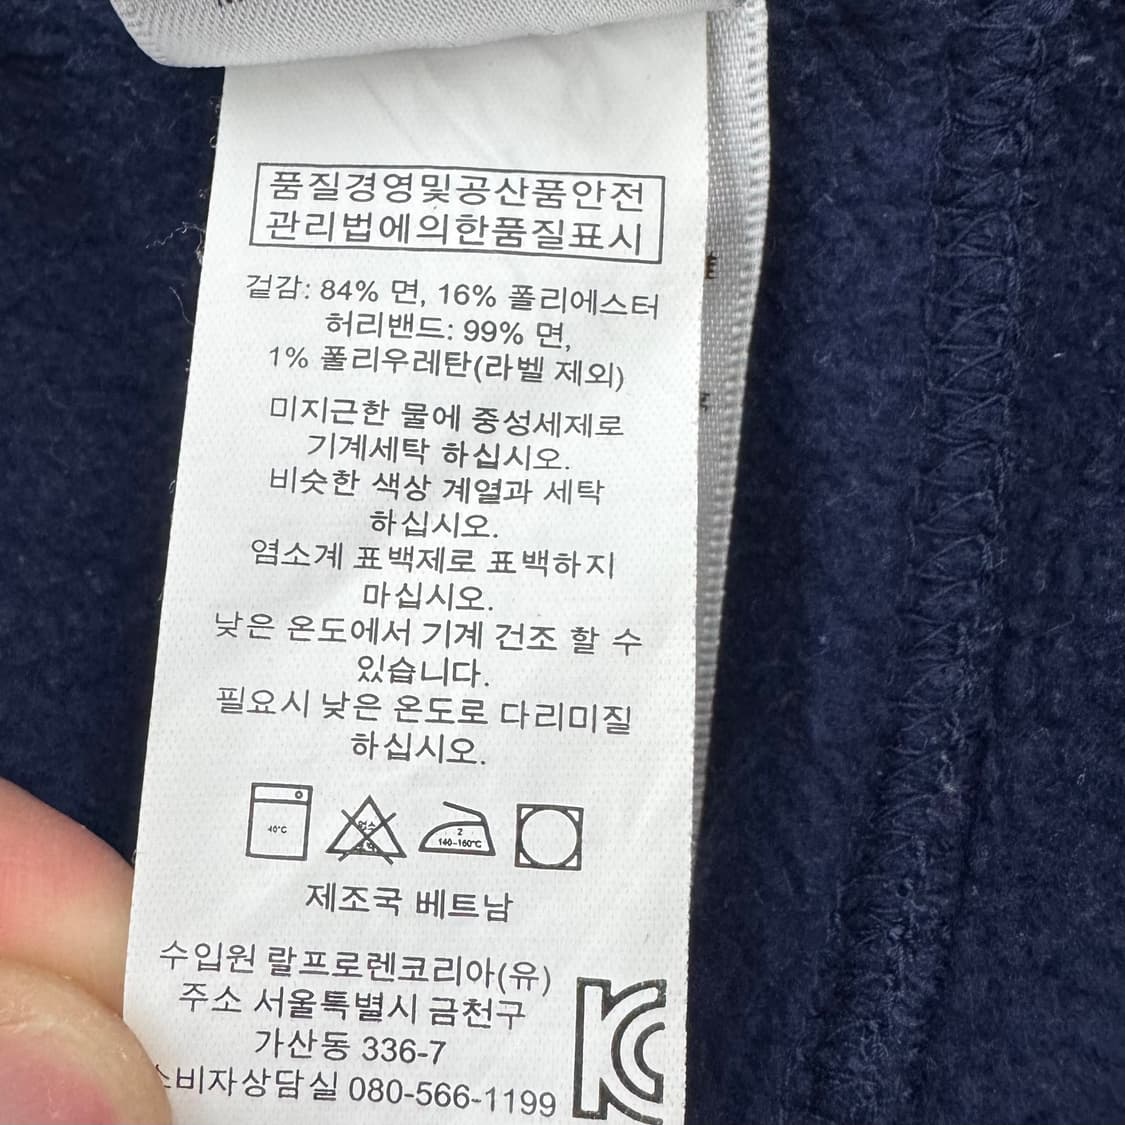 품질경영및공산품안전
관리법에의한품질표시
겉감: 84% 면, 16% 폴리에스터
허리밴드: 99% 면,
1% 폴리우레탄(라벨 제외)
미지근한 물에 중성세제로
기계세탁 하십시오.
비슷한 색상 계열과 세탁
하십시오.
염소계 표백제로 표백하지
마십시오.
낮은 온도에서 기계 건조 할 수
있습니다.
필요시 낮은 온도로 다리미질
하십시오.
40°C
2
140~160°C
제조국 베트남
수입원 랄프로렌코리아(유)
주소 서울특별시 금천구
가산동 336-7
소비자상담실 080-566-1199
KC